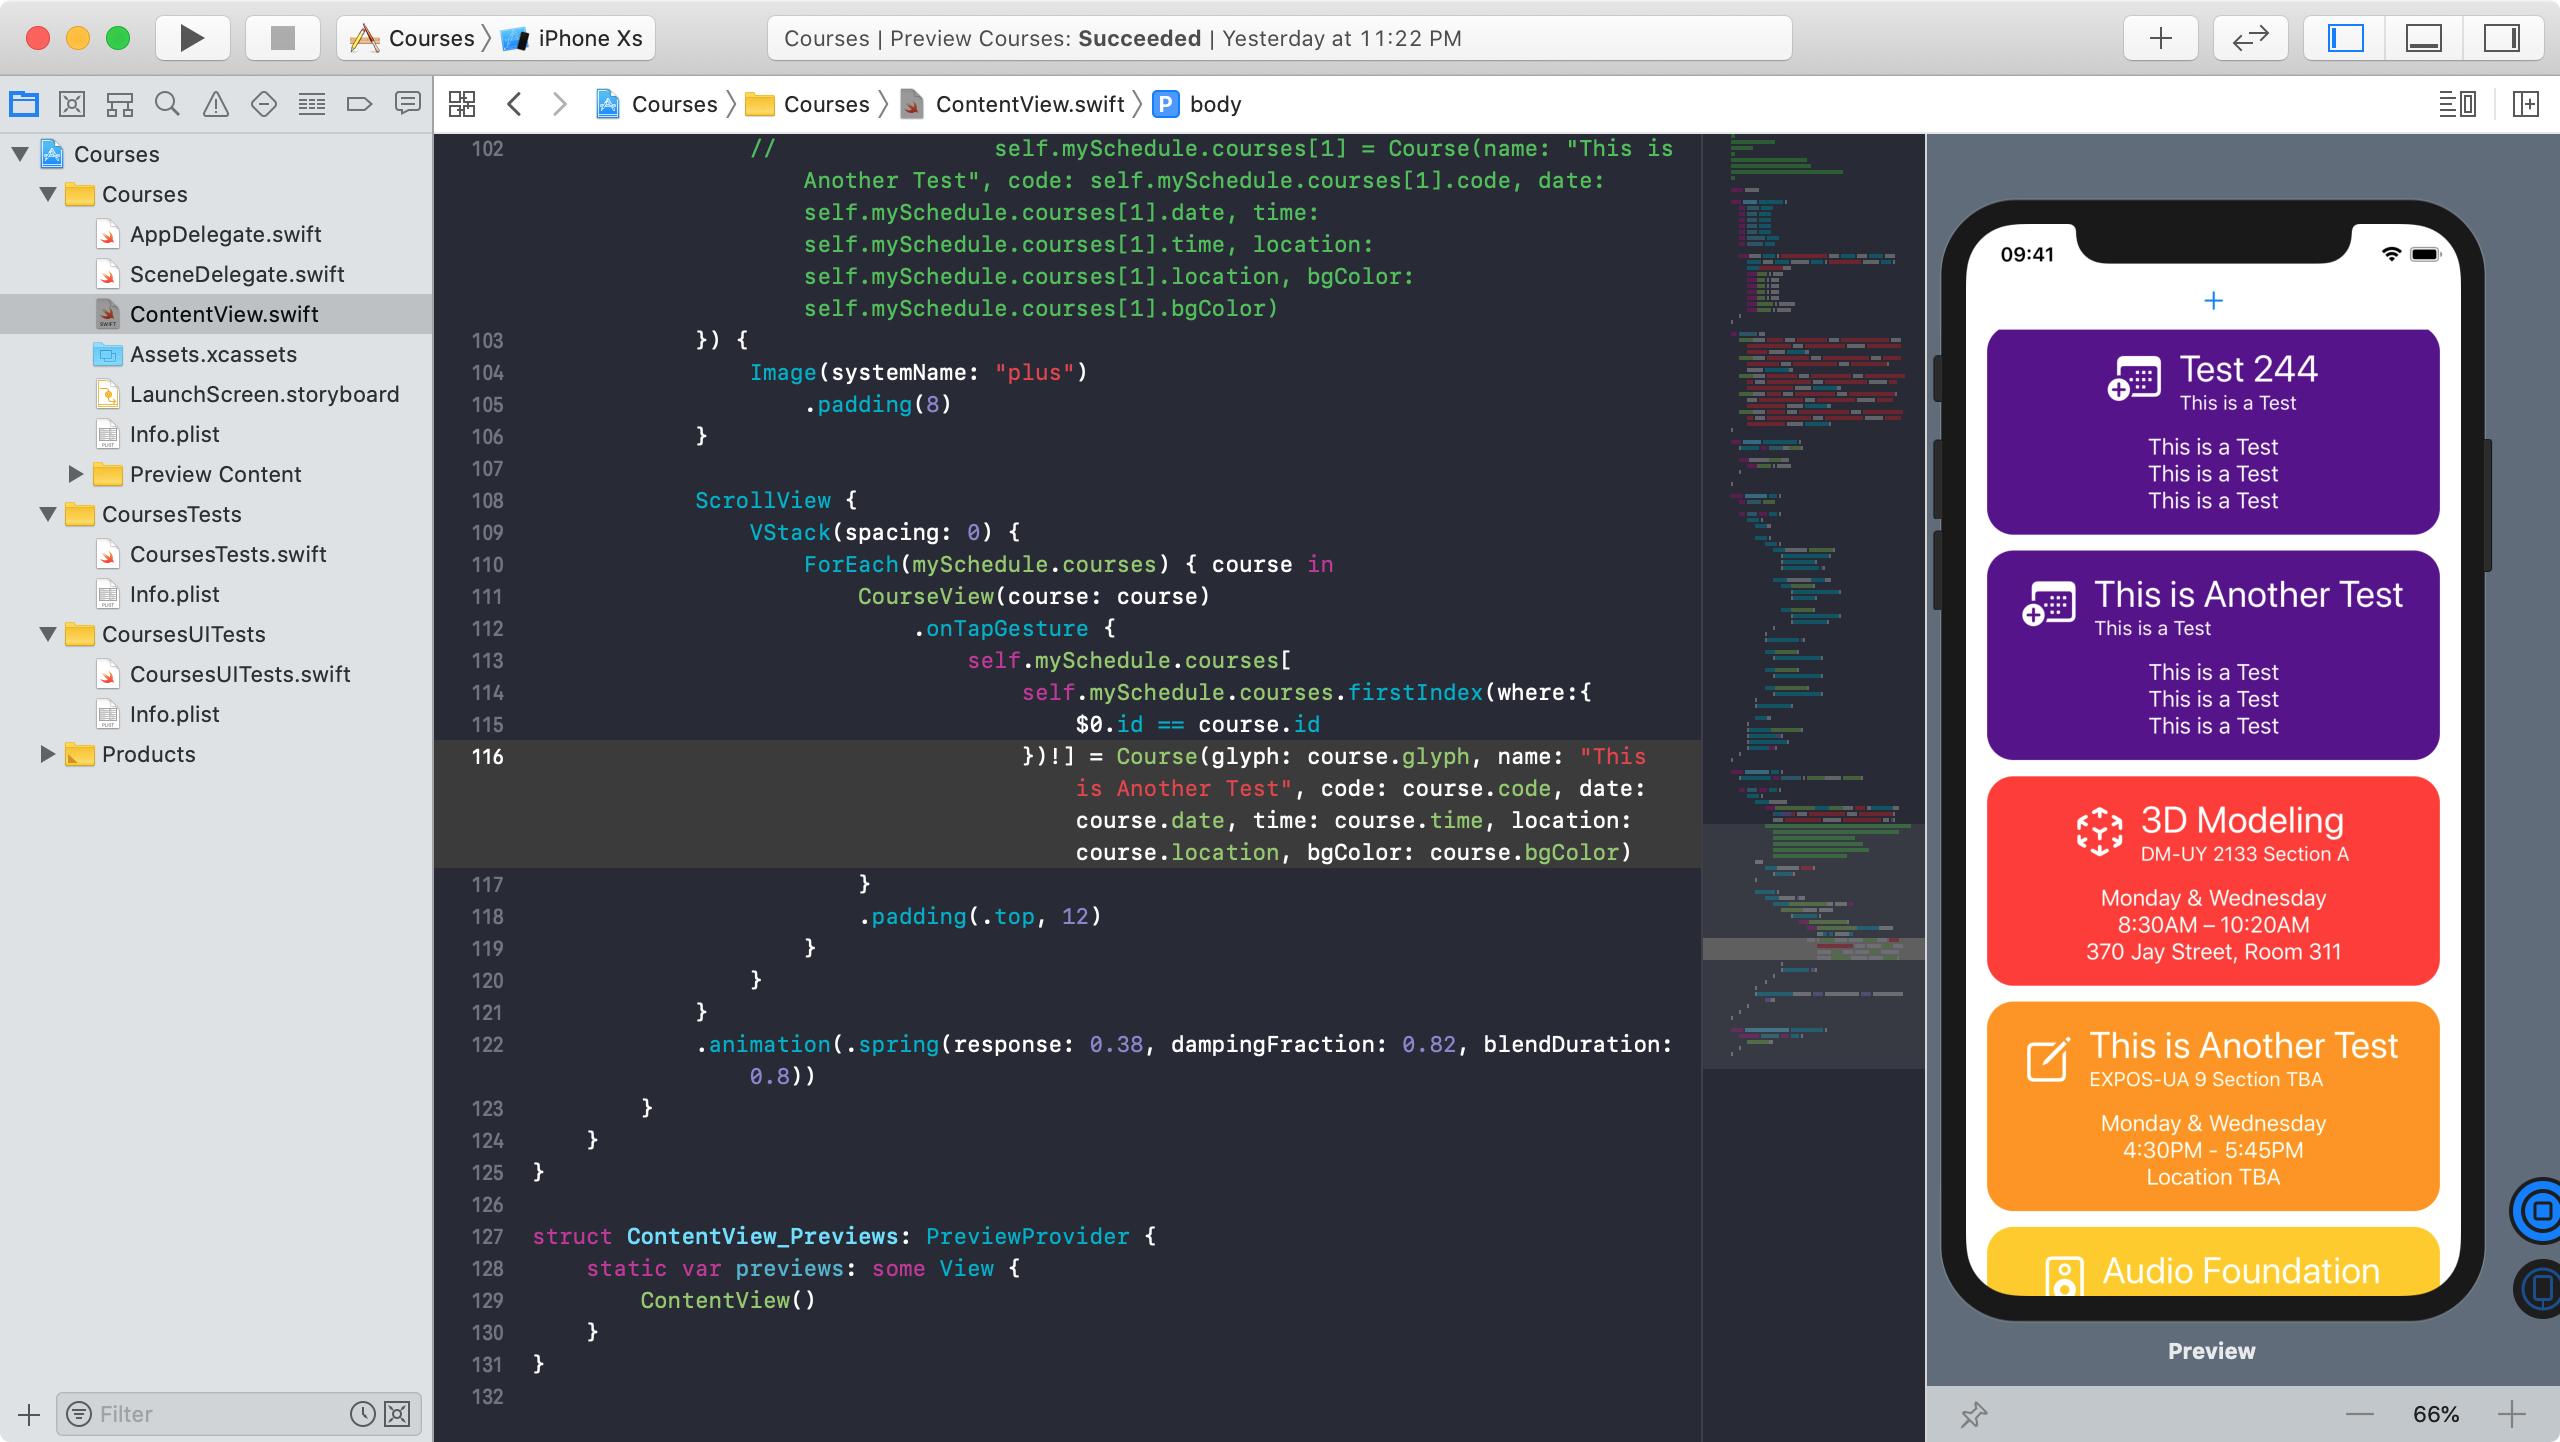 Courses 〉 iPhone Xs
Courses | Preview Courses: Succeeded | Yesterday at 11:22 PM
Courses 〉 Courses 〉 ContentView.swift 〉 P body
Courses
Courses
AppDelegate.swift
SceneDelegate.swift
ContentView.swift
Assets.xcassets
LaunchScreen.storyboard
Info.plist
Preview Content
CoursesTests
CoursesTests.swift
Info.plist
CoursesUITests
CoursesUITests.swift
Info.plist
Products
Filter
102 // self.mySchedule.courses[1] = Course(name: "This is
Another Test", code: self.mySchedule.courses[1].code, date:
self.mySchedule.courses[1].date, time:
self.mySchedule.courses[1].time, location:
self.mySchedule.courses[1].location, bgColor:
self.mySchedule.courses[1].bgColor)
103 }) {
104 Image(systemName: "plus")
105 .padding(8)
106 }
107
108 ScrollView {
109 VStack(spacing: 0) {
110 ForEach(mySchedule.courses) { course in
111 CourseView(course: course)
112 .onTapGesture {
113 self.mySchedule.courses[
114 self.mySchedule.courses.firstIndex(where:{
115 $0.id == course.id
116 })!] = Course(glyph: course.glyph, name: "This
is Another Test", code: course.code, date:
course.date, time: course.time, location:
course.location, bgColor: course.bgColor)
117 }
118 .padding(.top, 12)
119 }
120 }
121 }
122 .animation(.spring(response: 0.38, dampingFraction: 0.82, blendDuration:
0.8))
123 }
124 }
125 }
126
127 struct ContentView_Previews: PreviewProvider {
128 static var previews: some View {
129 ContentView()
130 }
131 }
132
09:41
+
Test 244
This is a Test
This is a Test
This is a Test
This is a Test
This is Another Test
This is a Test
This is a Test
This is a Test
This is a Test
3D Modeling
DM-UY 2133 Section A
Monday & Wednesday
8:30AM – 10:20AM
370 Jay Street, Room 311
This is Another Test
EXPOS-UA 9 Section TBA
Monday & Wednesday
4:30PM - 5:45PM
Location TBA
Audio Foundation
Preview
66%